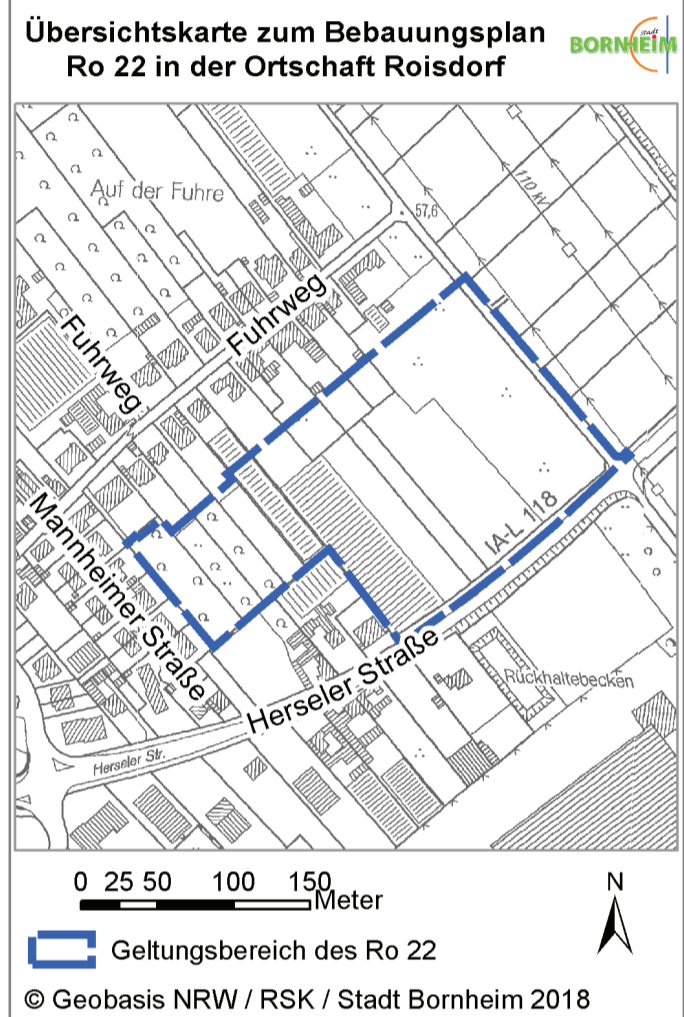 Übersichtskarte zum Bebauungsplan
Ro 22 in der Ortschaft Roisdorf
stadt
BORNHEIM
Auf der Fuhre
110 kV
57,6
Fuhrweg
Fuhrweg
Mannheimer Straße
IA-L 118
Herseler Straße
Rückhaltebecken
Herseler Str.
0 25 50 100 150
Meter
N
Geltungsbereich des Ro 22
© Geobasis NRW / RSK / Stadt Bornheim 2018